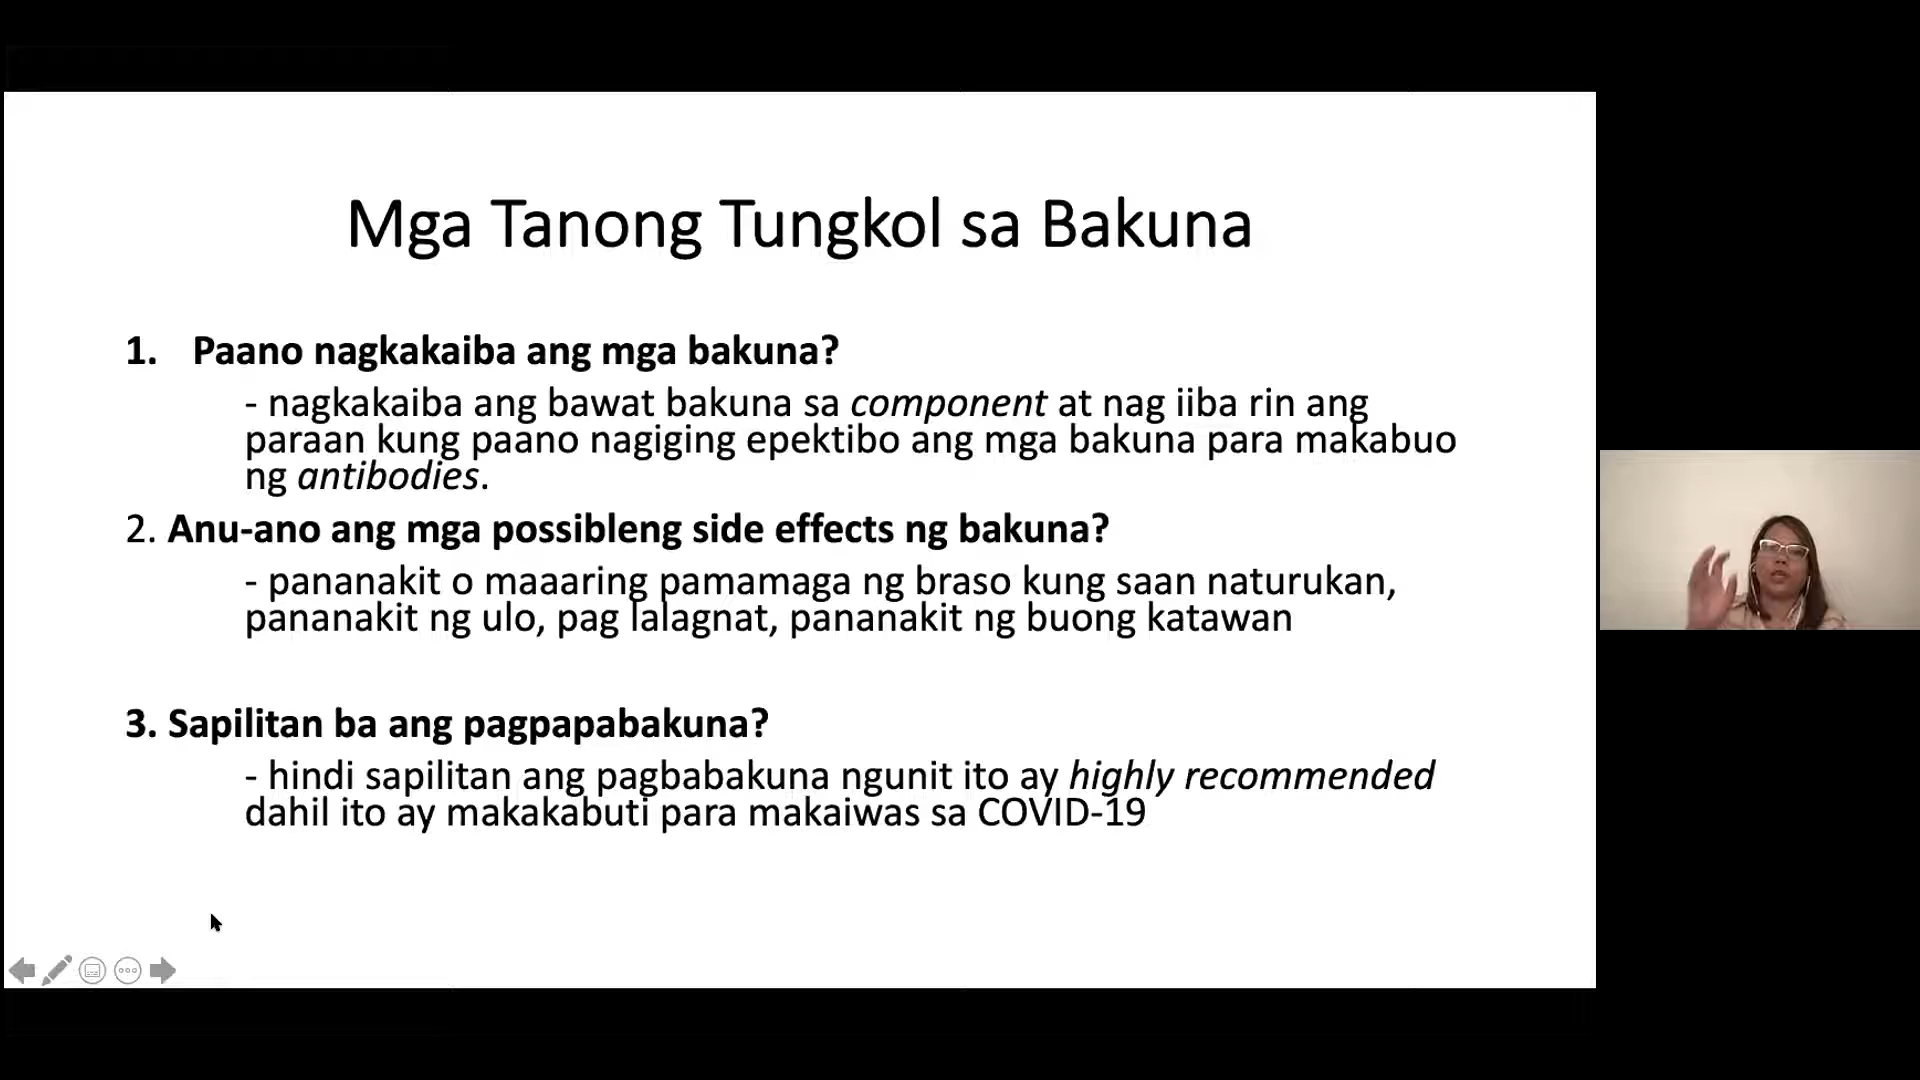 Mga Tanong Tungkol sa Bakuna
1. Paano nagkakaiba ang mga bakuna?
- nagkakaiba ang bawat bakuna sa component at nag iiba rin ang
paraan kung paano nagiging epektibo ang mga bakuna para makabuo
ng antibodies.
2. Anu-ano ang mga possibleng side effects ng bakuna?
- pananakit o maaaring pamamaga ng braso kung saan naturukan,
pananakit ng ulo, pag lalagnat, pananakit ng buong katawan
3. Sapilitan ba ang pagpapabakuna?
- hindi sapilitan ang pagbabakuna ngunit ito ay highly recommended
dahil ito ay makakabuti para makaiwas sa COVID-19